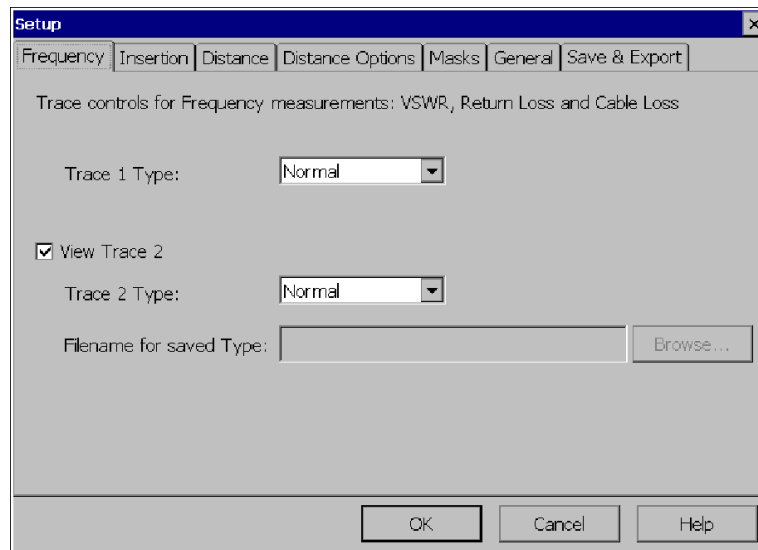 Setup
Frequency Insertion Distance Distance Options Masks General Save & Export
Trace controls for Frequency measurements: VSWR, Return Loss and Cable Loss
Trace 1 Type: Normal
View Trace 2
Trace 2 Type: Normal
Filename for saved Type: Browse...
OK Cancel Help